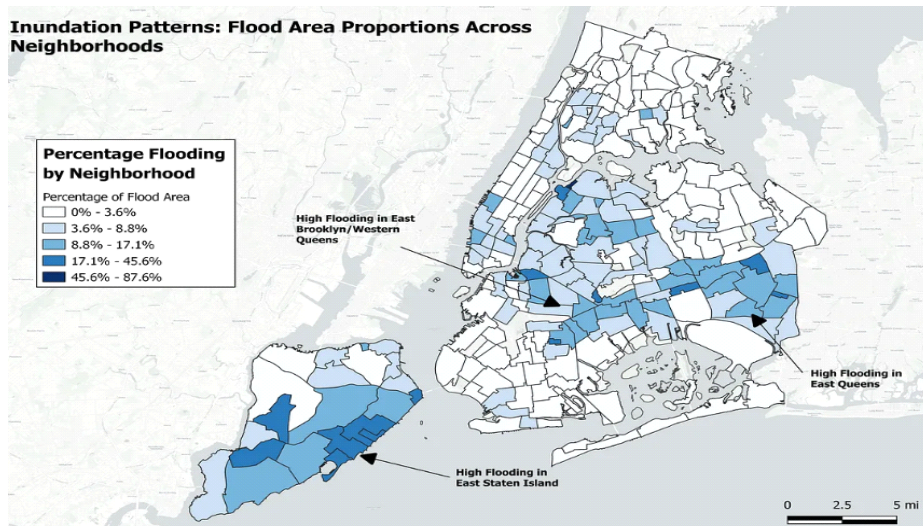 Inundation Patterns: Flood Area Proportions Across
Neighborhoods
Percentage Flooding
by Neighborhood
Percentage of Flood Area
0% - 3.6%
3.6% - 8.8%
8.8% - 17.1%
17.1% - 45.6%
45.6% - 87.6%
High Flooding in East
Brooklyn/Western
Queens
High Flooding in
East Queens
High Flooding in
East Staten Island
0 2.5 5 mi